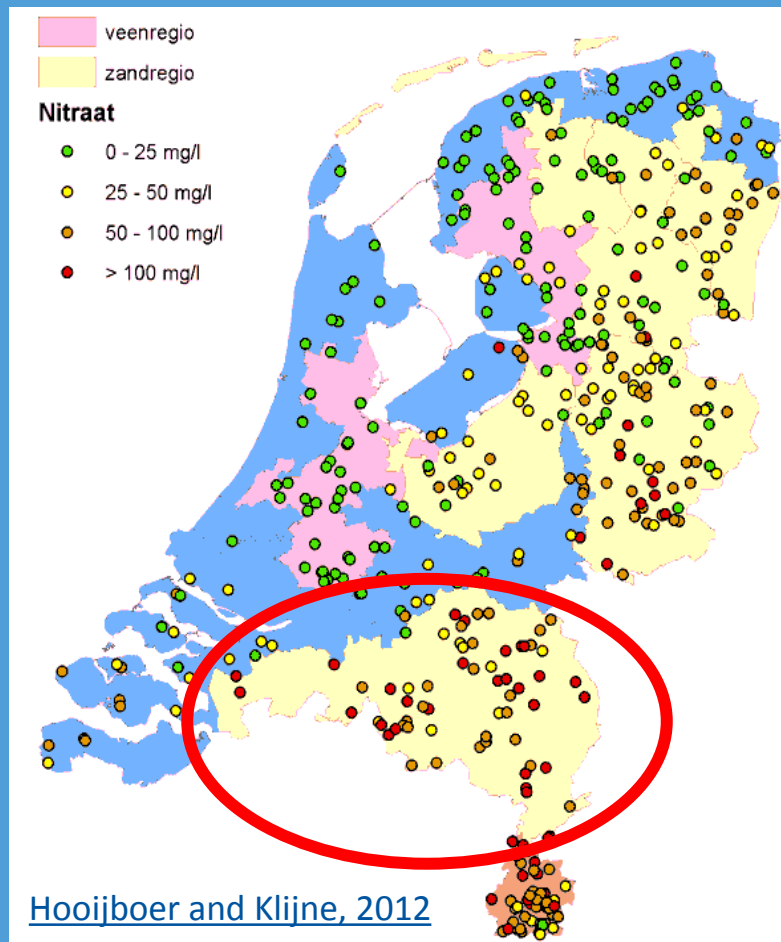 veenregio
zandregio
Nitraat
0 - 25 mg/l
25 - 50 mg/l
50 - 100 mg/l
> 100 mg/l
Hooijboer and Klijne, 2012